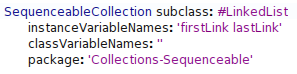 SequenceableCollection subclass: #LinkedList
instanceVariableNames: 'firstLink lastLink'
classVariableNames: ''
package: 'Collections-Sequenceable'